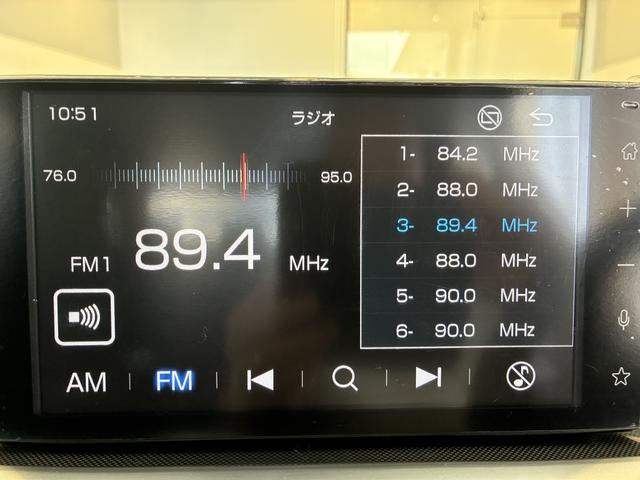 10:51 ラジオ
76.0 95.0
FM1 89.4 MHz
1- 84.2 MHz
2- 88.0 MHz
3- 89.4 MHz
4- 88.0 MHz
5- 90.0 MHz
6- 90.0 MHz
AM FM